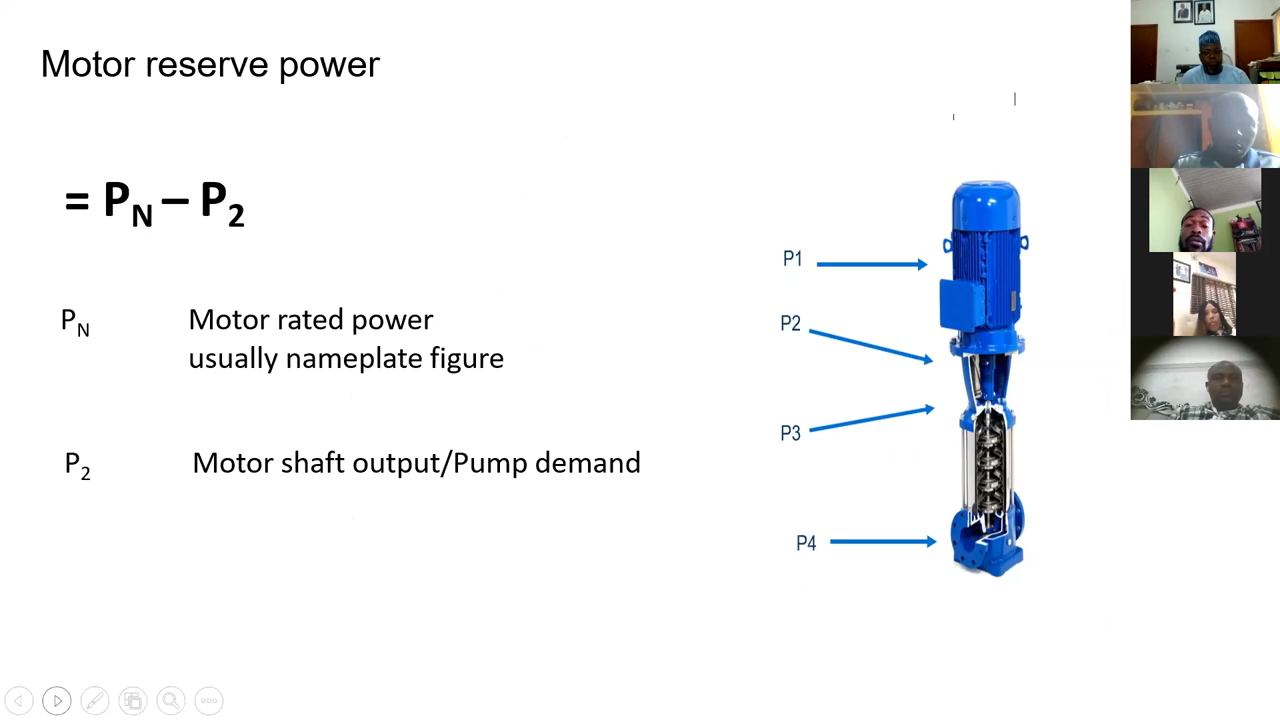 Motor reserve power
= PN – P2
PN Motor rated power
usually nameplate figure
P2 Motor shaft output/Pump demand
P1
P2
P3
P4